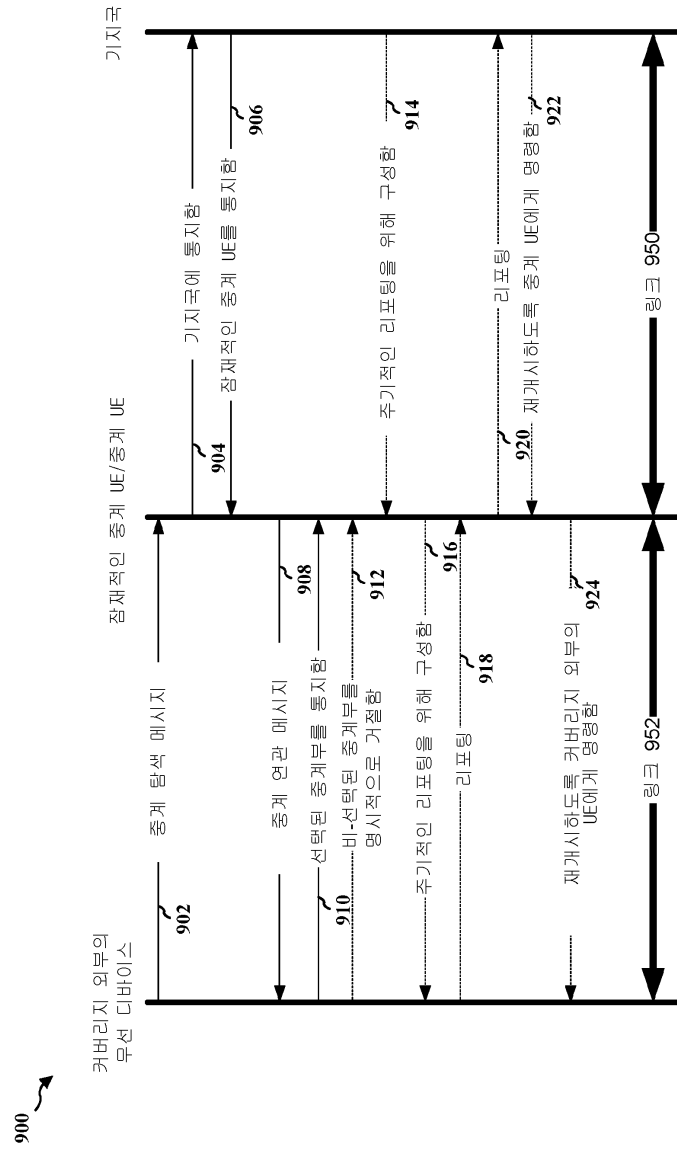 900
커버리지 외부의
무선 디바이스
잠재적인 중계 UE/중계 UE
기지국
중계 탐색 메시지
902
기지국에 통지함
904
잠재적인 중계 UE를 통지함
906
중계 연관 메시지
908
선택된 중계부를 통지함
910
비-선택된 중계부를
명시적으로 거절함
912
주기적인 리포팅을 위해 구성함
914
주기적인 리포팅을 위해 구성함
916
리포팅
918
리포팅
920
재개시하도록 중계 UE에게 명령함
922
재개시하도록 커버리지 외부의
UE에게 명령함
924
링크 952
링크 950